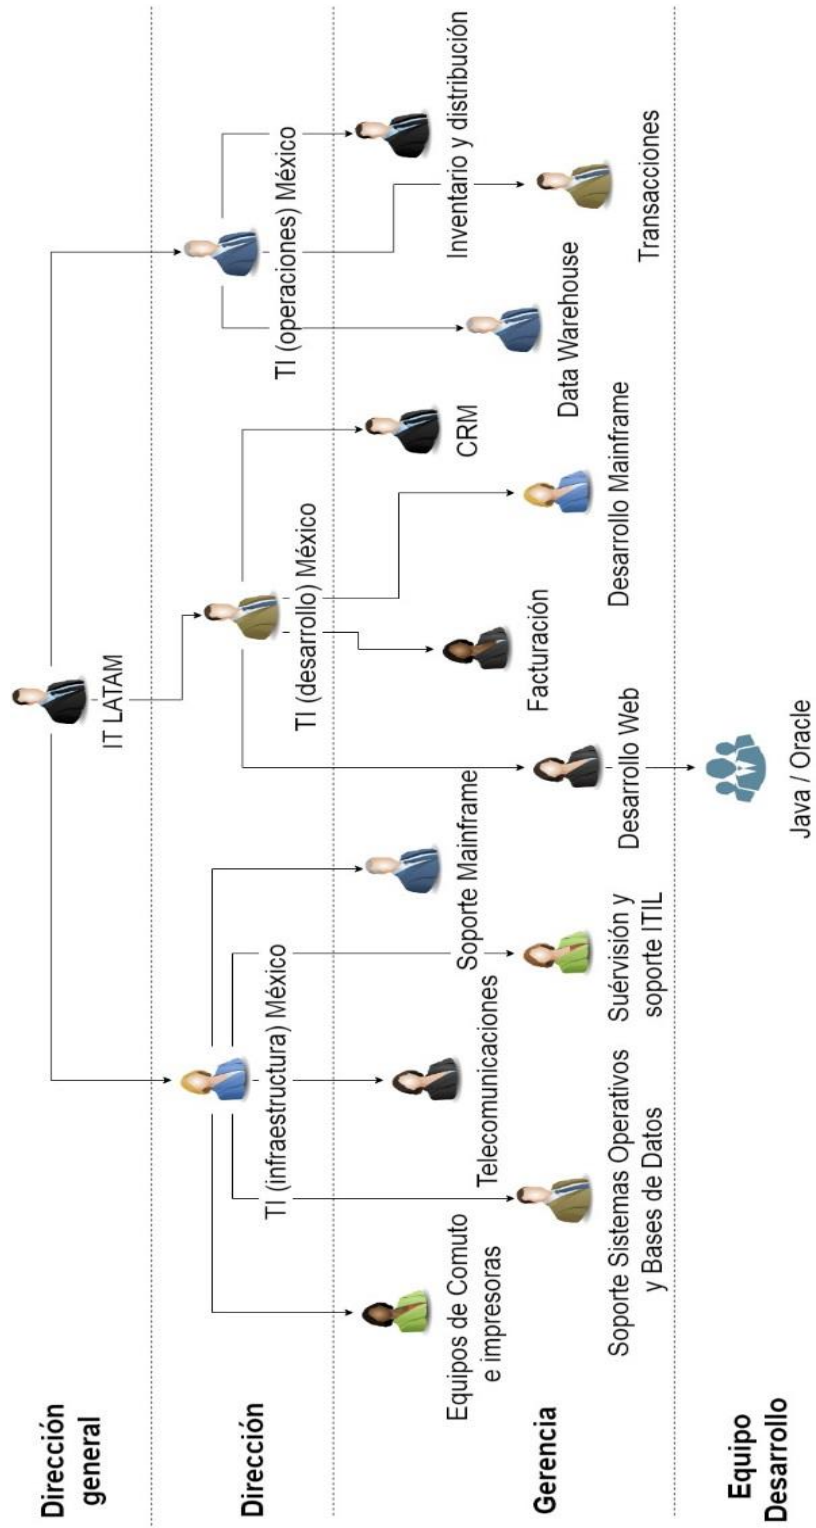 Dirección
general
IT LATAM
Dirección
TI (infraestructura) México
TI (desarrollo) México
TI (operaciones) México
Gerencia
Equipos de Comuto
e impresoras
Telecomunicaciones
Soporte Mainframe
CRM
Inventario y distribución
Facturación
Data Warehouse
Soporte Sistemas Operativos
y Bases de Datos
Suérvisión y
soporte ITIL
Desarrollo Web
Desarrollo Mainframe
Transacciones
Equipo
Desarrollo
Java / Oracle